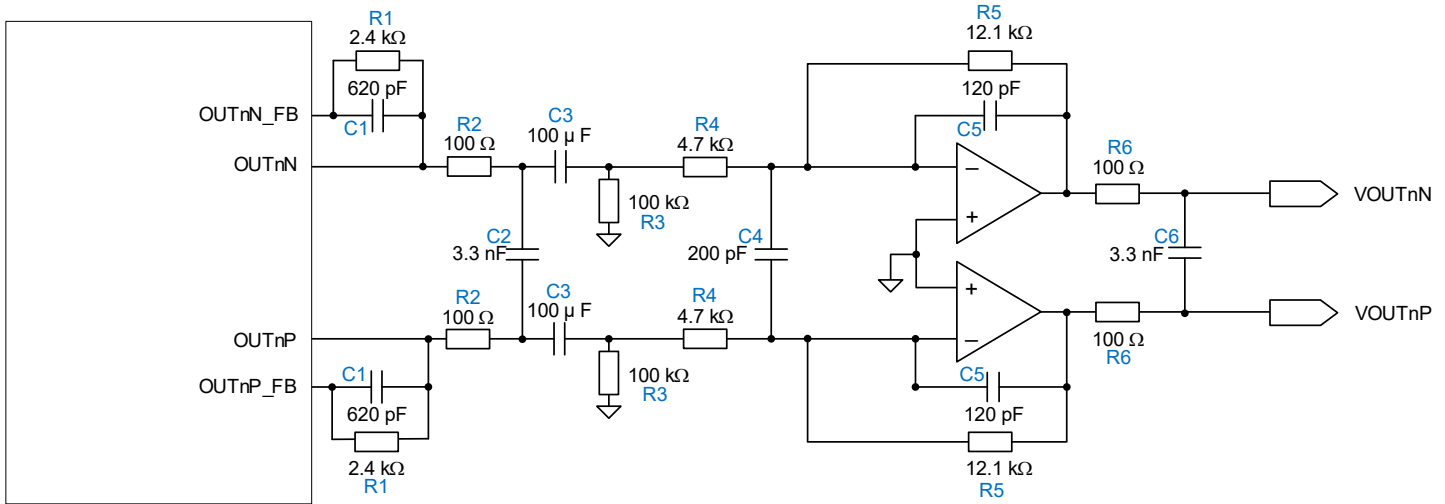 R1
2.4 kΩ
620 pF
C1
OUTnN_FB
OUTnN
R2
100 Ω
C3
100 µ F
R4
4.7 kΩ
R5
12.1 kΩ
120 pF
C5
R6
100 Ω
VOUTnN
100 kΩ
R3
C2
3.3 nF
C4
200 pF
C6
3.3 nF
−
+
+
−
R2
100 Ω
C3
100 µ F
R4
4.7 kΩ
VOUTnP
100 Ω
R6
OUTnP
OUTnP_FB
C1
620 pF
2.4 kΩ
R1
100 kΩ
R3
C5
120 pF
12.1 kΩ
R5